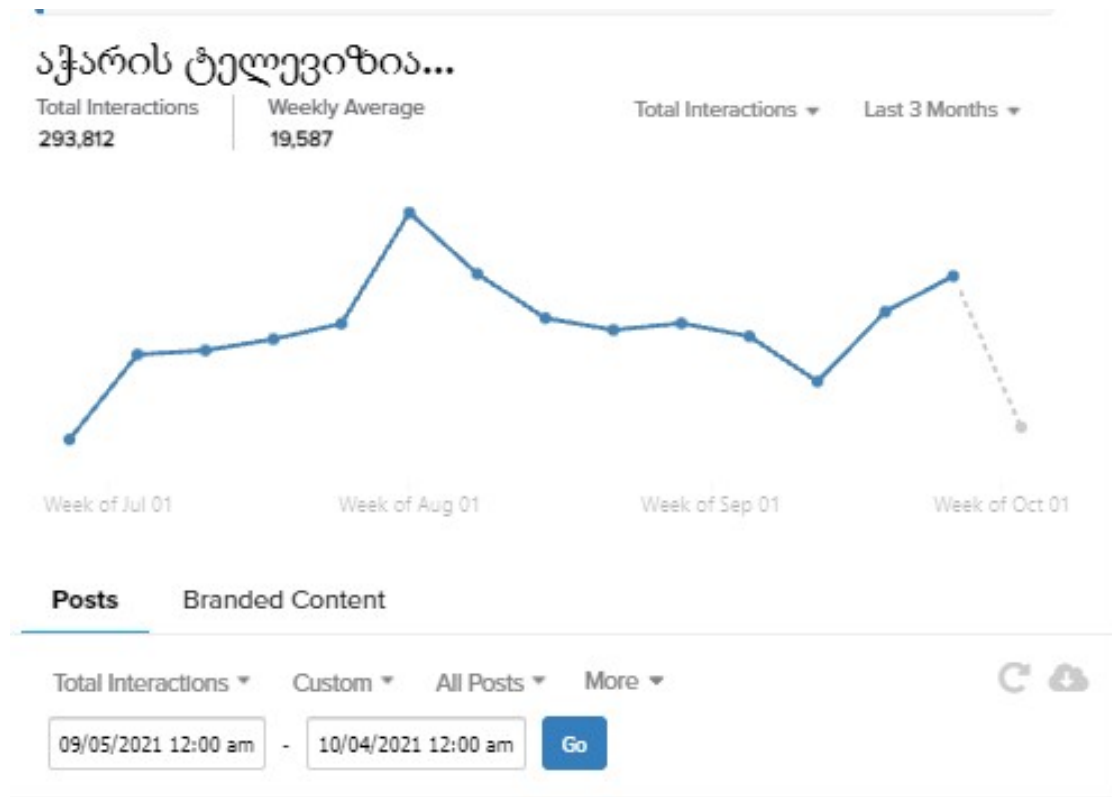 აჭარის ტელევიზია...
Total Interactions Weekly Average Total Interactions Last 3 Months
293,812 19,587
Week of Jul 01 Week of Aug 01 Week of Sep 01 Week of Oct 01
Posts Branded Content
Total Interactions Custom All Posts More
09/05/2021 12:00 am - 10/04/2021 12:00 am Go